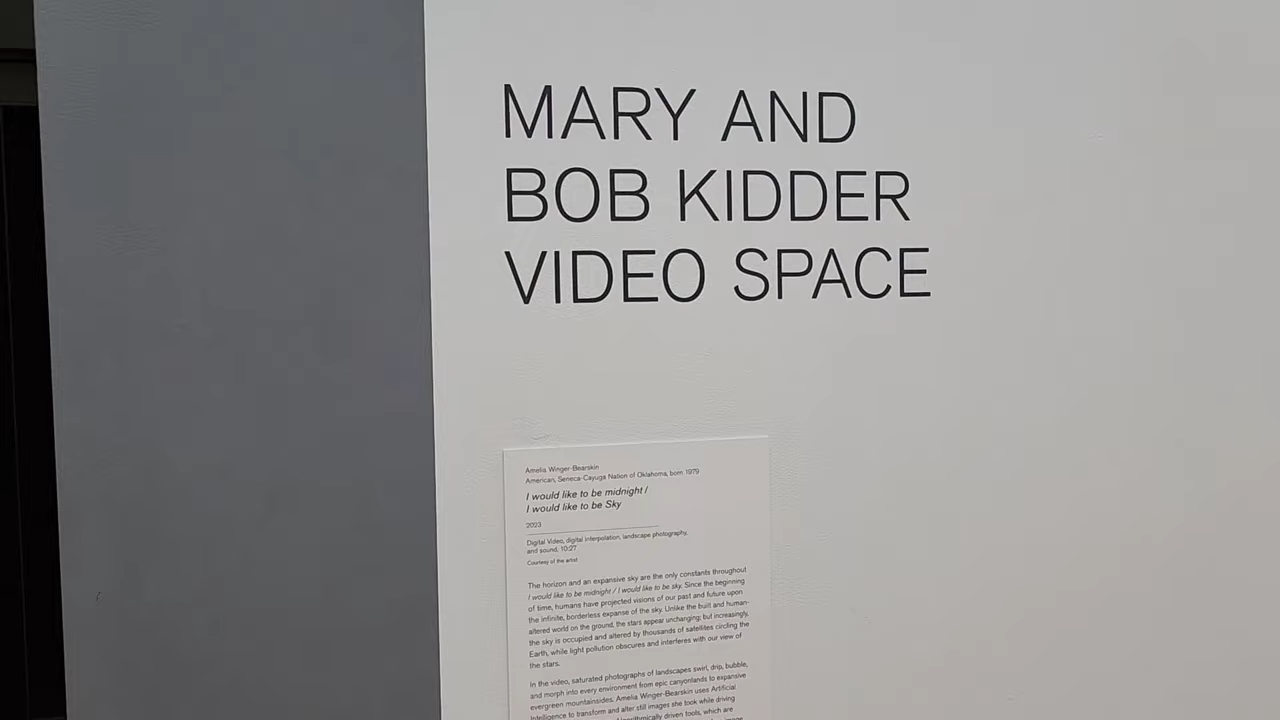 MARY AND
BOB KIDDER
VIDEO SPACE
Amelia Winger-Bearskin
American, Seneca-Cayuga Nation of Oklahoma, born 1979
I would like to be midnight /
I would like to be Sky
2023
Digital Video, digital interpolation, landscape photography,
and sound, 10:27
Courtesy of the artist
The horizon and an expansive sky are the only constants throughout
I would like to be midnight / I would like to be sky. Since the beginning
of time, humans have projected visions of our past and future upon
the infinite, borderless expanse of the sky. Unlike the built and human-
altered world on the ground, the stars appear unchanging; but increasingly,
the sky is occupied and altered by thousands of satellites circling the
Earth, while light pollution obscures and interferes with our view of
the stars.
In the video, saturated photographs of landscapes swirl, drip, bubble,
and morph into every environment from epic canyonlands to expansive
evergreen mountainsides. Amelia Winger-Bearskin uses Artificial
Intelligence to transform and alter still images she took while driving
driven tools, which are